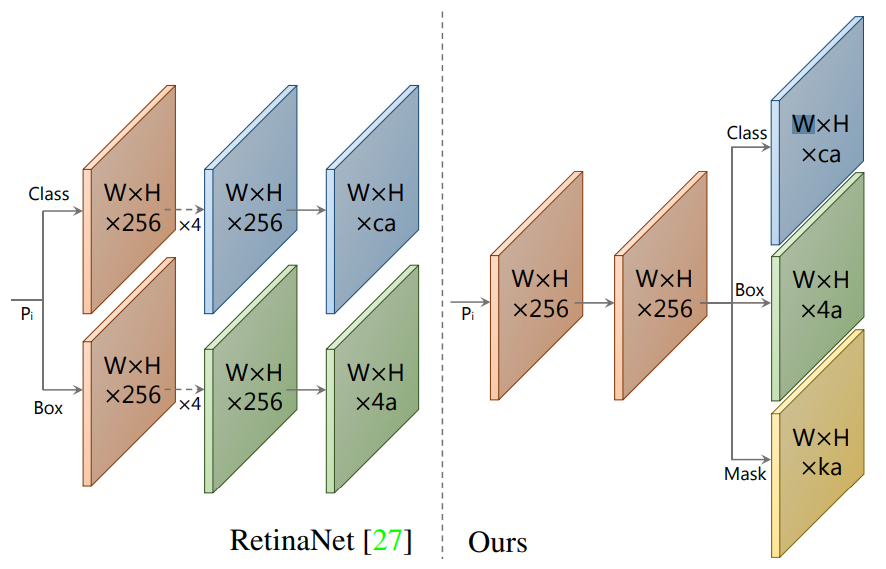 Class
W×H
×256
×4
W×H
×256
W×H
×ca
Pᵢ
Box
W×H
×256
×4
W×H
×256
W×H
×4a
RetinaNet [27]
Pᵢ
W×H
×256
W×H
×256
Class
W×H
×ca
Box
W×H
×4a
Mask
W×H
×ka
Ours